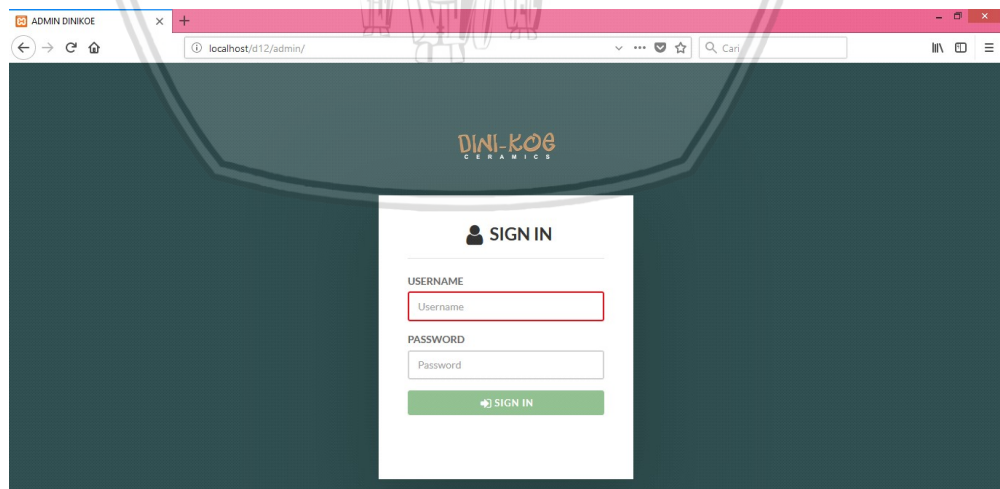 ADMIN DINIKOE
localhost/d12/admin/
Cari
DINI-KOE
CERAMICS
SIGN IN
USERNAME
Username
PASSWORD
Password
SIGN IN